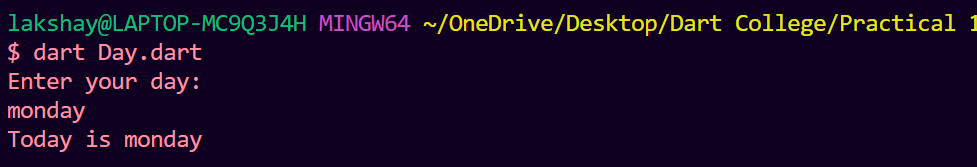 lakshay@LAPTOP-MC9Q3J4H MINGW64 ~/OneDrive/Desktop/Dart College/Practical 1
$ dart Day.dart
Enter your day:
monday
Today is monday